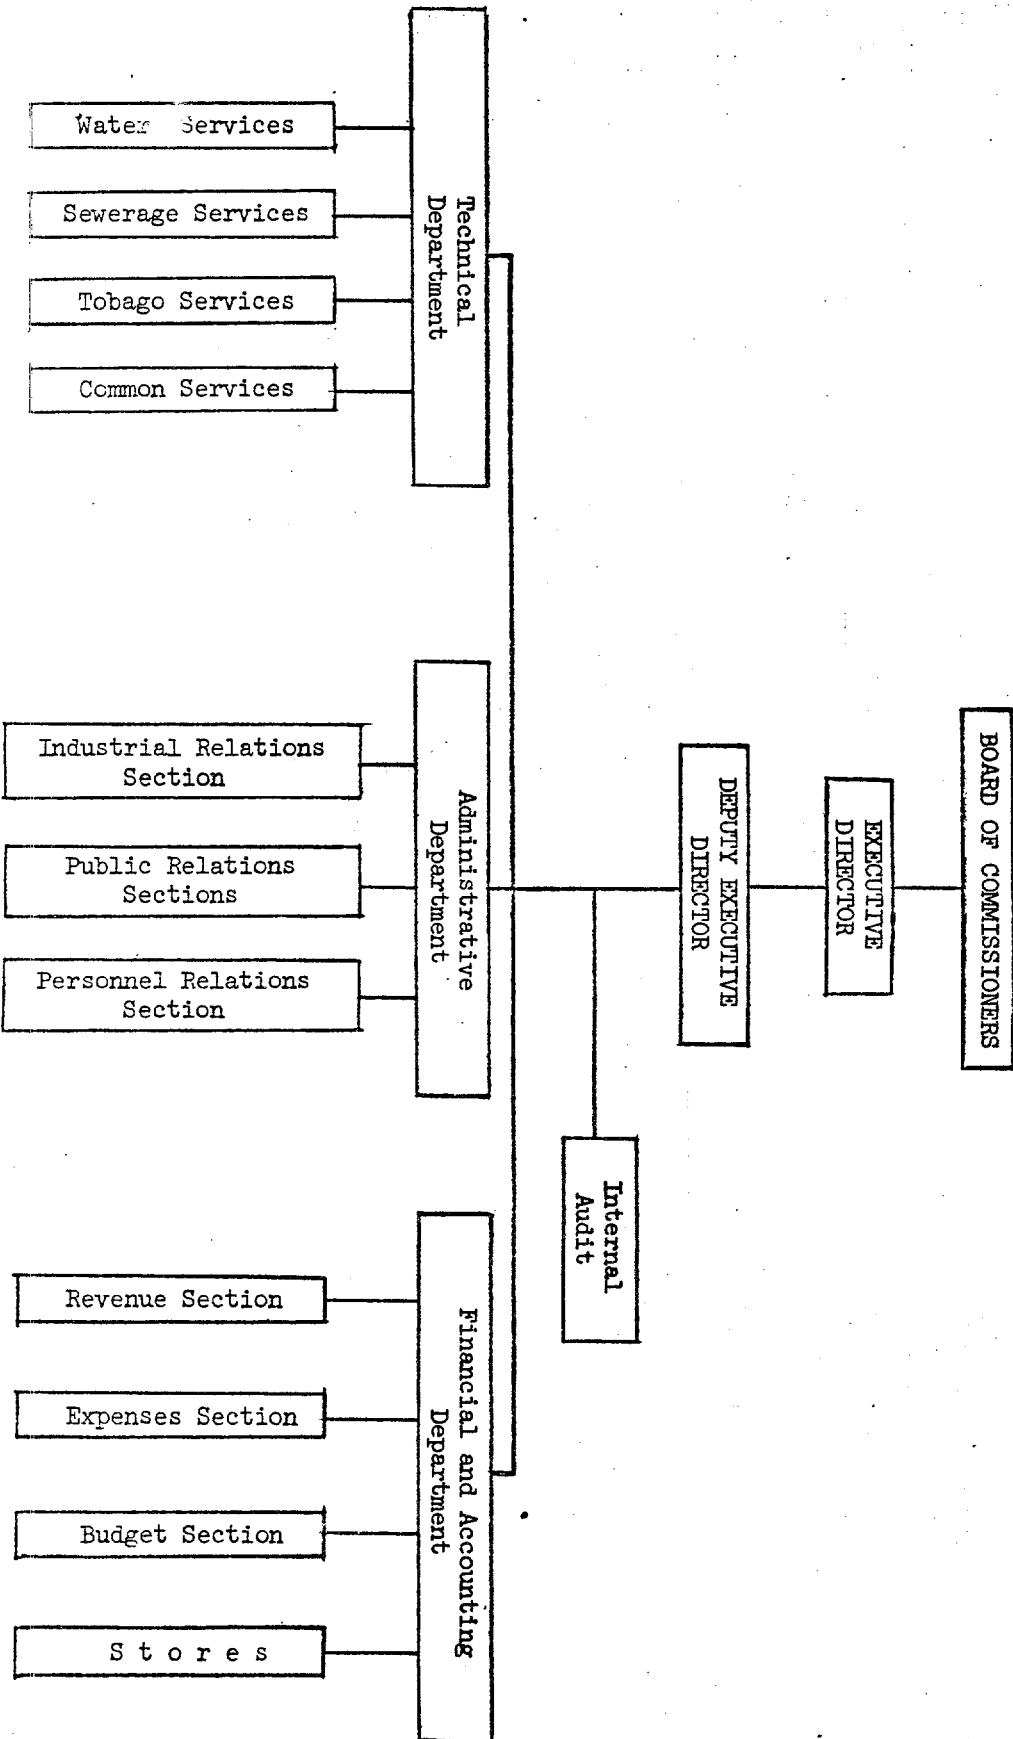 BOARD OF COMMISSIONERS
EXECUTIVE
DIRECTOR
DEPUTY EXECUTIVE
DIRECTOR
Internal
Audit
Technical
Department
Water Services
Sewerage Services
Tobago Services
Common Services
Administrative
Department
Industrial Relations
Section
Public Relations
Sections
Personnel Relations
Section
Financial and Accounting
Department
Revenue Section
Expenses Section
Budget Section
S t o r e s